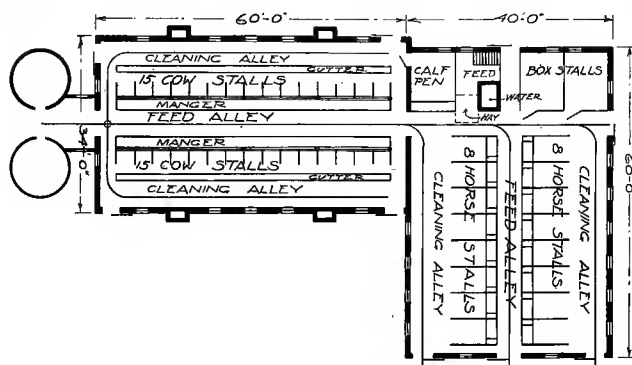 60'-0"
40'-0"
CLEANING ALLEY
GUTTER
15 COW STALLS
MANGER
FEED ALLEY
MANGER
15 COW STALLS
GUTTER
CLEANING ALLEY
34'-0"
CALF
PEN
FEED
WATER
HAY
BOX STALLS
CLEANING ALLEY
8 HORSE STALLS
FEED ALLEY
8 HORSE STALLS
CLEANING ALLEY
60'-0"